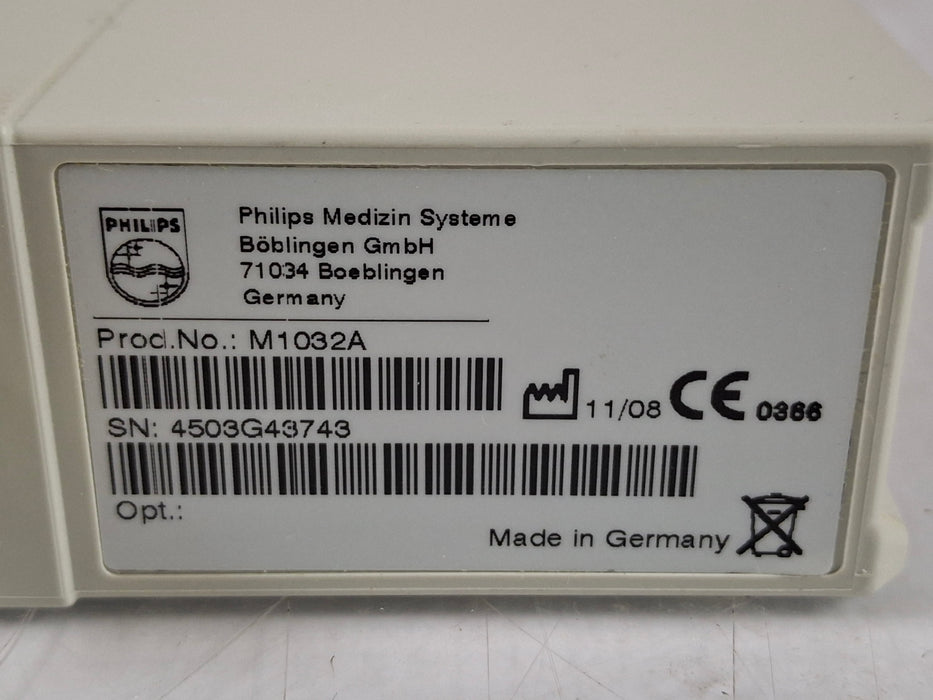 PHILIPS
Philips Medizin Systeme
Böblingen GmbH
71034 Boeblingen
Germany
Prod.No.: M1032A
SN: 4503G43743
11/08 CE 0366
Opt.:
Made in Germany